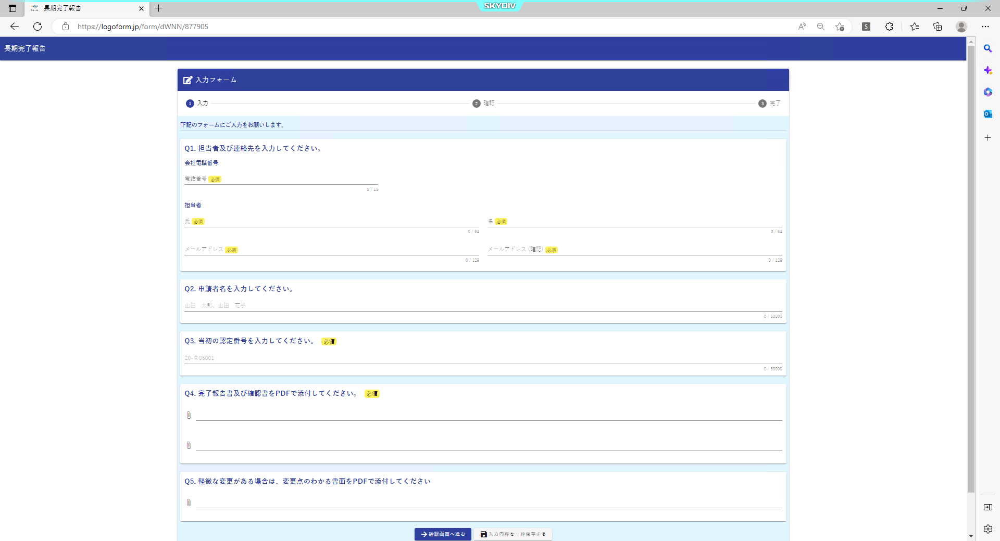 長期完了報告
SKYDIV
https://logoform.jp/form/dWNN/877905
長期完了報告
入力フォーム
1 入力
2 確認
3 完了
下記のフォームにご入力をお願いします。
Q1. 担当者及び連絡先を入力してください。
会社電話番号
電話番号 必須
0 / 15
担当者
氏 必須
名 必須
0 / 64
0 / 64
メールアドレス 必須
メールアドレス (確認) 必須
0 / 128
0 / 128
Q2. 申請者名を入力してください。
山田　太郎、山田　花子
0 / 60000
Q3. 当初の認定番号を入力してください。 必須
20-Ｒ06001
0 / 60000
Q4. 完了報告書及び確認書をPDFで添付してください。 必須
Q5. 軽微な変更がある場合は、変更点のわかる書面をPDFで添付してください
確認画面へ進む
入力内容を一時保存する